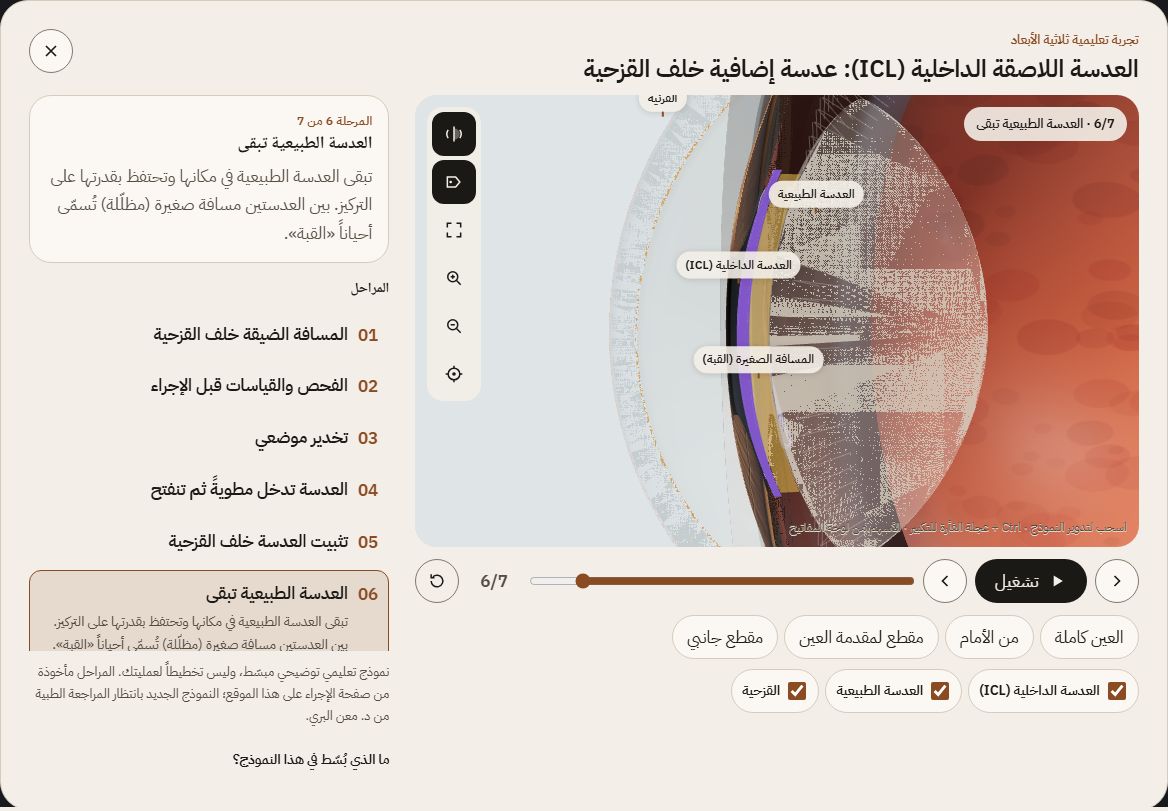 تجربة تعليمية ثلاثية الأبعاد
العدسة اللاصقة الداخلية (ICL): عدسة إضافية خلف القزحية
6/7 · العدسة الطبيعية تبقى
القرنية
العدسة الطبيعية
العدسة الداخلية (ICL)
المسافة الصغيرة (القبة)
اسحب لتدوير النموذج · Ctrl + عجلة الفأرة للتكبير ·
تشغيل
6/7
العين كاملة
من الأمام
مقطع لمقدمة العين
مقطع جانبي
العدسة الداخلية (ICL)
العدسة الطبيعية
القزحية
المرحلة 6 من 7
العدسة الطبيعية تبقى
تبقى العدسة الطبيعية في مكانها وتحتفظ بقدرتها على
التركيز. بين العدستين مسافة صغيرة (مظلّلة) تُسمّى
أحياناً «القبة».
المراحل
01 المسافة الضيقة خلف القزحية
02 الفحص والقياسات قبل الإجراء
03 تخدير موضعي
04 العدسة تدخل مطويةً ثم تنفتح
05 تثبيت العدسة خلف القزحية
06 العدسة الطبيعية تبقى
تبقى العدسة الطبيعية في مكانها وتحتفظ بقدرتها على التركيز.
بين العدستين مسافة صغيرة (مظلّلة) تُسمّى أحياناً «القبة».
نموذج تعليمي توضيحي مبسّط، وليس تخطيطاً لعمليتك. المراحل مأخوذة
من صفحة الإجراء على هذا الموقع؛ النموذج الجديد بانتظار المراجعة الطبية
من د. معن البري.
ما الذي بُسّط في هذا النموذج؟